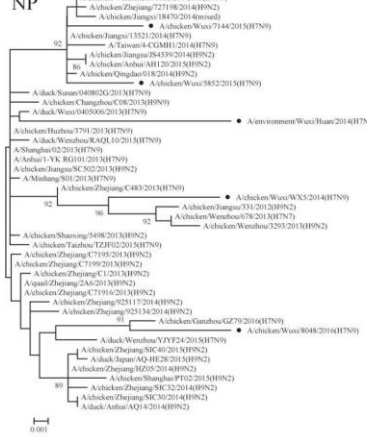 NP
A/chicken/Zhejiang/727198/2014(H9N2)
A/chicken/Jiangxi/18470/2014(mixed)
A/chicken/Wuxi/7144/2015(H7N9)
92
A/chicken/Jiangxi/13521/2014(H7N9)
A/Taiwan/4-CGMH1/2014(H7N9)
A/chicken/Jiangsu/JS4539/2014(H9N2)
86
A/chicken/Anhui/AH120/2015(H9N2)
A/chicken/Qingdao/018/2014(H9N2)
A/chicken/Wuxi/5852/2015(H7N9)
A/duck/Sunan/040802G/2013(H7N9)
A/chicken/Changzhou/C08/2013(H9N2)
A/duck/Wuxi/0405006/2013(H7N9)
A/environment/Wuxi/Huan/2014(H7N
A/chicken/Huzhou/3791/2013(H7N9)
A/duck/Wenzhou/RAQL10/2015(H7N9)
A/Shanghai/02/2013(H7N9)
A/Anhui/1-YK RG101/2013(H7N9)
A/chicken/Jiangsu/SC502/2013(H9N2)
A/Minhang/S01/2013(H7N9)
A/chicken/Zhejiang/C483/2013(H7N9)
92
A/chicken/Wuxi/WX5/2014(H7N9)
96
A/chicken/Jiangsu/331/2012(H9N2)
92
A/chicken/Wenzhou/678/2013(H7N7)
A/chicken/Wenzhou/3293/2013(H9N2)
A/chicken/Shaoxing/5498/2013(H9N2)
A/chicken/Taizhou/TZJF02/2015(H7N9)
A/chicken/Zhejiang/C7195/2013(H9N2)
A/chicken/Zhejiang/C7199/2013(H9N2)
A/chicken/Zhejiang/C1/2013(H7N9)
A/quail/Zhejiang/2A6/2013(H7N9)
A/chicken/Zhejiang/C71916/2013(H9N2)
A/chicken/Zhejiang/925117/2014(H9N2)
A/chicken/Zhejiang/925134/2014(H9N2)
91
A/chicken/Ganzhou/GZ79/2016(H7N9)
A/chicken/Wuxi/8048/2016(H7N9)
A/duck/Wenzhou/YJYF24/2015(H7N9)
A/chicken/Zhejiang/SIC40/2015(H9N2)
A/duck/Japan/AQ-HE28/2015(H9N2)
A/chicken/Zhejiang/HZ05/2014(H9N2)
A/chicken/Shanghai/PT02/2015(H9N2)
89
A/chicken/Zhejiang/SIC32/2014(H9N2)
A/chicken/Zhejiang/SIC30/2014(H9N2)
A/duck/Anhui/AQ14/2014(H9N2)
0.001